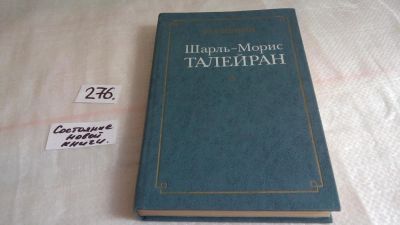 Шарль-Морис
ТАЛЕЙРАН
276.
Состояние
новой
книги.